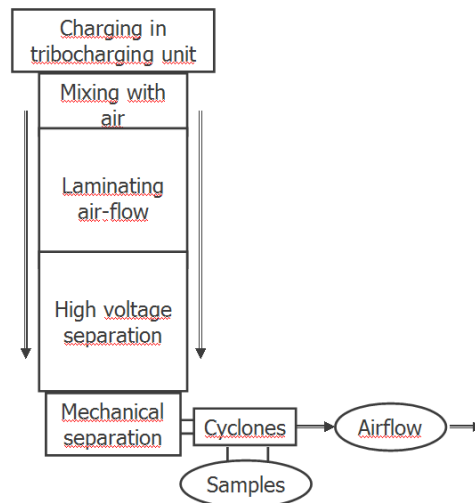 Charging in
tribocharging unit
Mixing with
air
Laminating
air-flow
High voltage
separation
Mechanical
separation
Cyclones
Airflow
Samples